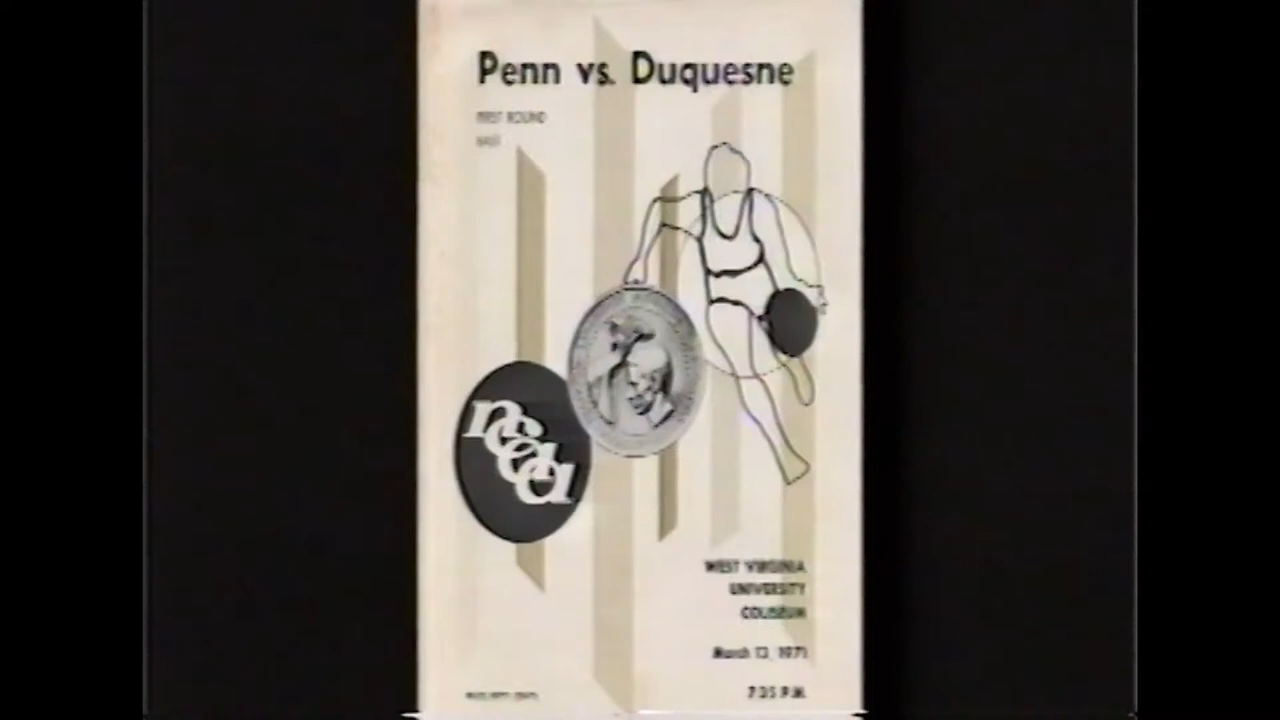 Penn vs. Duquesne
FIRST ROUND
EAST
ncaa
WEST VIRGINIA
UNIVERSITY
COLISEUM
March 13, 1971
7:35 P.M.